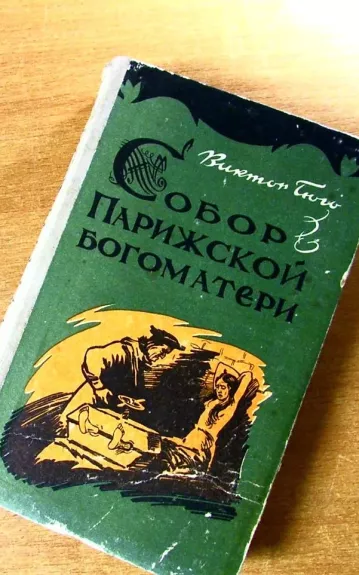 Виктор Гюго
Собор
Парижской
Богоматери